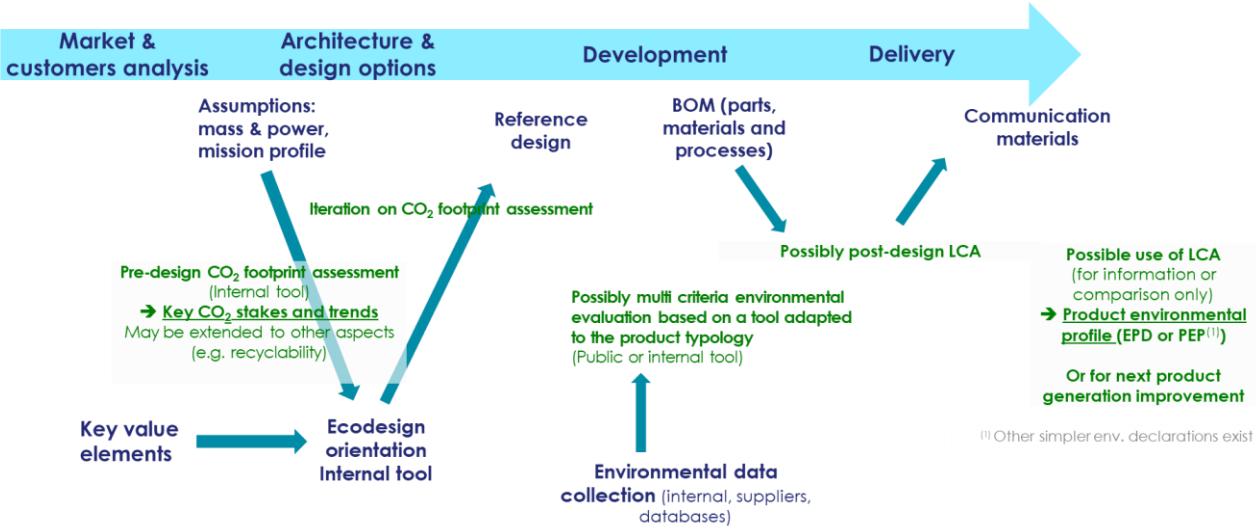 Market &
customers analysis
Architecture &
design options
Development
Delivery
Assumptions:
mass & power,
mission profile
Reference
design
BOM (parts,
materials and
processes)
Communication
materials
Iteration on CO₂ footprint assessment
Pre-design CO₂ footprint assessment
(Internal tool)
➔ Key CO₂ stakes and trends
May be extended to other aspects
(e.g. recyclability)
Possibly post-design LCA
Possibly multi criteria environmental
evaluation based on a tool adapted
to the product typology
(Public or internal tool)
Possible use of LCA
(for information or
comparison only)
➔ Product environmental
profile (EPD or PEP⁽¹⁾)
Or for next product
generation improvement
Key value
elements
Ecodesign
orientation
Internal tool
Environmental data
collection (internal, suppliers,
databases)
⁽¹⁾ Other simpler env. declarations exist